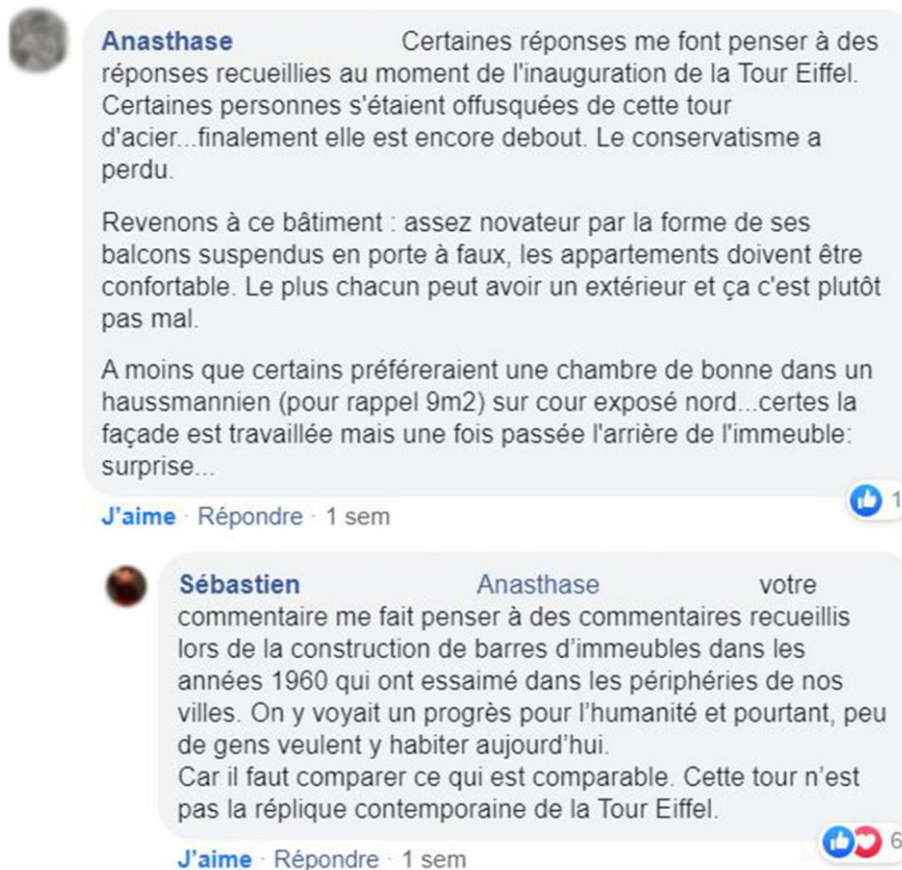 Anasthase Certaines réponses me font penser à des
réponses recueillies au moment de l'inauguration de la Tour Eiffel.
Certaines personnes s'étaient offusquées de cette tour
d'acier...finalement elle est encore debout. Le conservatisme a
perdu.
Revenons à ce bâtiment : assez novateur par la forme de ses
balcons suspendus en porte à faux, les appartements doivent être
confortable. Le plus chacun peut avoir un extérieur et ça c'est plutôt
pas mal.
A moins que certains préféreraient une chambre de bonne dans un
haussmannien (pour rappel 9m2) sur cour exposé nord...certes la
façade est travaillée mais une fois passée l'arrière de l'immeuble:
surprise...
1
J'aime · Répondre · 1 sem
Sébastien Anasthase votre
commentaire me fait penser à des commentaires recueillis
lors de la construction de barres d’immeubles dans les
années 1960 qui ont essaimé dans les périphéries de nos
villes. On y voyait un progrès pour l’humanité et pourtant, peu
de gens veulent y habiter aujourd’hui.
Car il faut comparer ce qui est comparable. Cette tour n’est
pas la réplique contemporaine de la Tour Eiffel.
6
J’aime · Répondre · 1 sem